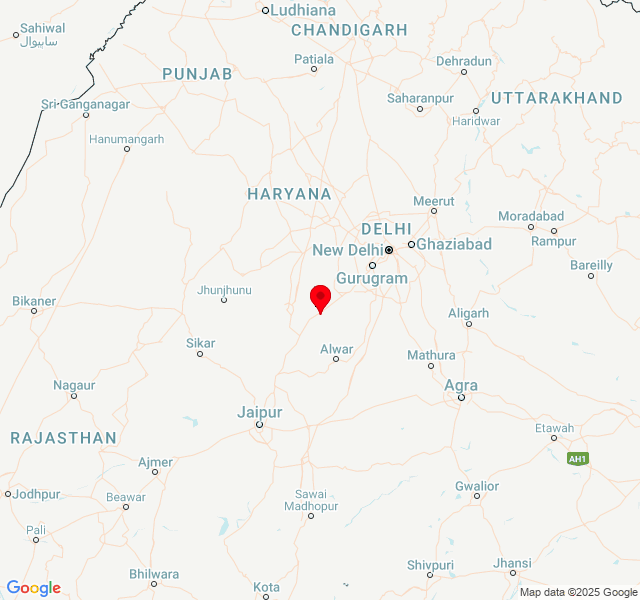 Ludhiana
Sahiwal
ساہیوال
CHANDIGARH
Patiala
Dehradun
PUNJAB
Saharanpur
UTTARAKHAND
Sri Ganganagar
Haridwar
Hanumangarh
HARYANA
Meerut
Moradabad
DELHI
Rampur
New Delhi
Ghaziabad
Bareilly
Gurugram
Jhunjhunu
Bikaner
Aligarh
Sikar
Alwar
Mathura
Nagaur
Agra
Jaipur
Etawah
RAJASTHAN
AH1
Ajmer
Jodhpur
Gwalior
Beawar
Sawai
Madhopur
Pali
Shivpuri
Jhansi
Bhilwara
Kota
Google
Map data ©2025 Google